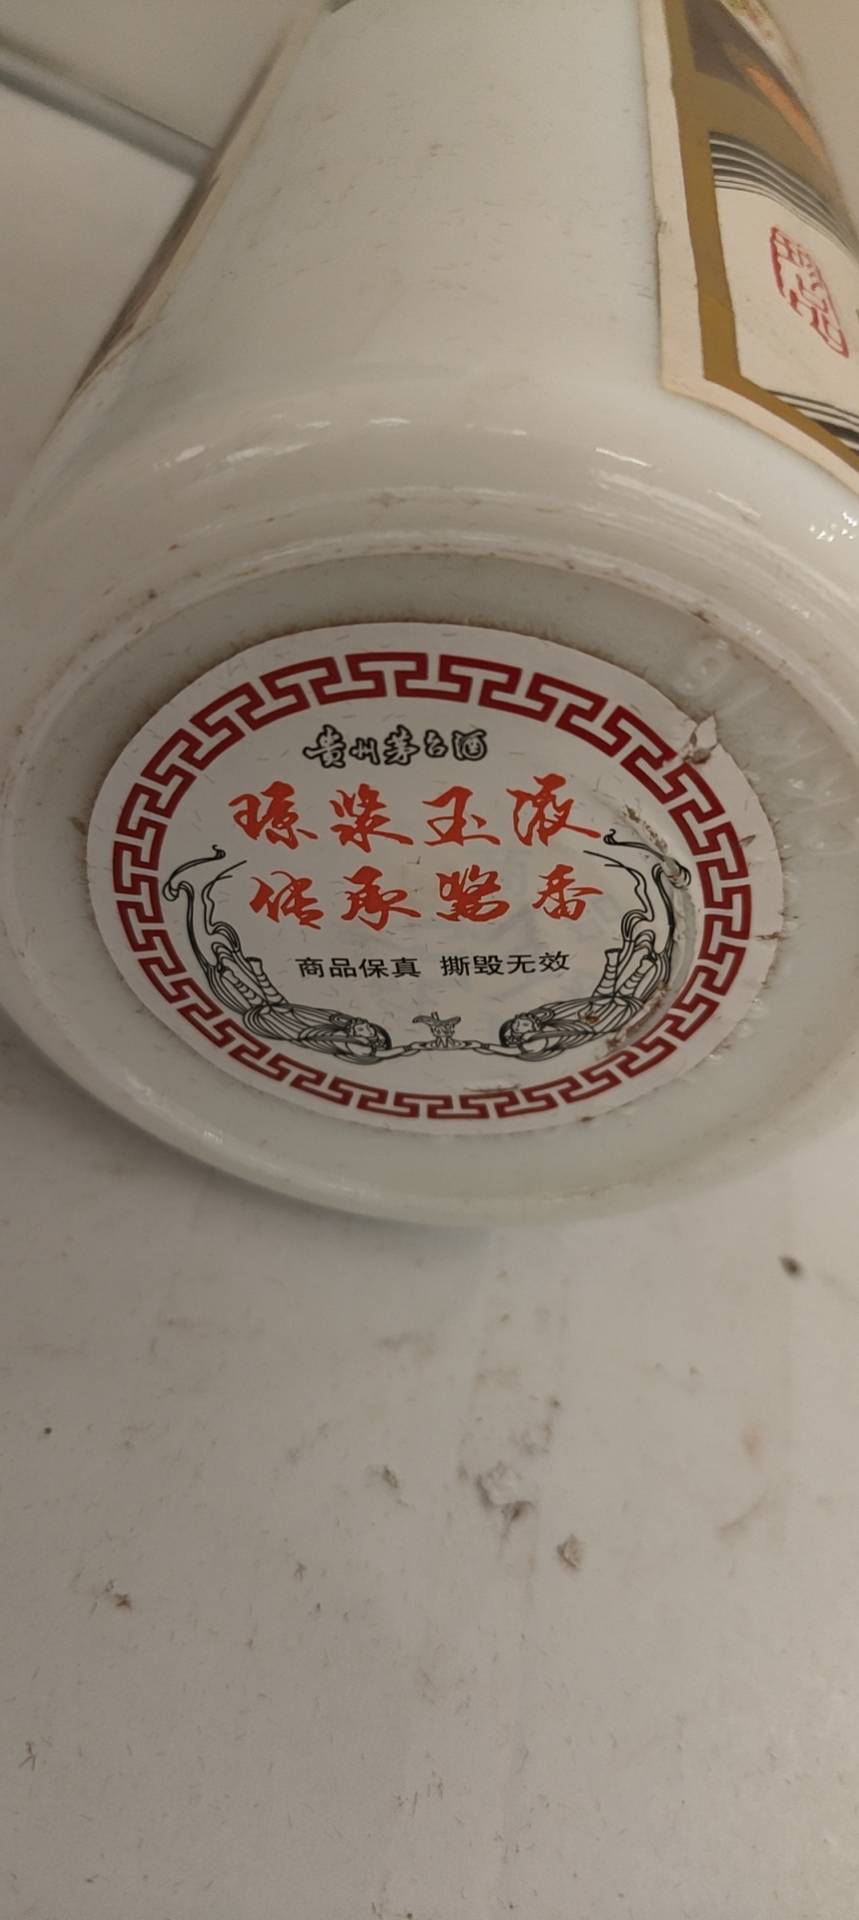 贵州茅台酒
琼浆玉液
传承酱香
商品保真 撕毁无效